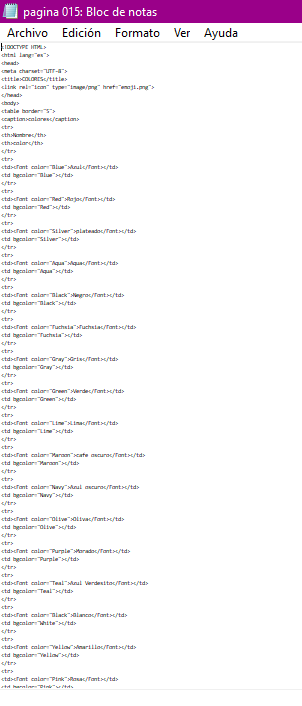 pagina 015: Bloc de notas
Archivo Edición Formato Ver Ayuda
<!DOCTYPE HTML>
<html lang="es">
<head>
<meta charset="UTF-8">
<title>COLORES</title>
<link rel="icon" type="image/png" href="emoji.png">
</head>
<body>
<table border="5">
<caption>colores</caption>
<tr>
<th>Nombre</th>
<th>color</th>
</tr>
<tr>
<td><Font color="Blue">Azul</Font></td>
<td bgcolor="Blue"></td>
</tr>
<tr>
<td><Font color="Red">Rojo</Font></td>
<td bgcolor="Red"></td>
</tr>
<tr>
<td><Font color="Silver">plateado</Font></td>
<td bgcolor="Silver"></td>
</tr>
<tr>
<td><Font color="Aqua">Aqua</Font></td>
<td bgcolor="Aqua"></td>
</tr>
<tr>
<td><Font color="Black">Negro</Font></td>
<td bgcolor="Black"></td>
</tr>
<tr>
<td><Font color="Fuchsia">Fuchsia</Font></td>
<td bgcolor="Fuchsia"></td>
</tr>
<tr>
<td><Font color="Gray">Gris</Font></td>
<td bgcolor="Gray"></td>
</tr>
<tr>
<td><Font color="Green">Verde</Font></td>
<td bgcolor="Green"></td>
</tr>
<tr>
<td><Font color="Lime">Lima</Font></td>
<td bgcolor="Lime"></td>
</tr>
<tr>
<td><Font color="Maroon">cafe oscuro</Font></td>
<td bgcolor="Maroon"></td>
</tr>
<tr>
<td><Font color="Navy">Azul oscuro</Font></td>
<td bgcolor="Navy"></td>
</tr>
<tr>
<td><Font color="Olive">Oliva</Font></td>
<td bgcolor="Olive"></td>
</tr>
<tr>
<td><Font color="Purple">Morado</Font></td>
<td bgcolor="Purple"></td>
</tr>
<tr>
<td><Font color="Teal">Azul Verdesito</Font></td>
<td bgcolor="Teal"></td>
</tr>
<tr>
<td><Font color="Black">Blanco</Font></td>
<td bgcolor="White"></td>
</tr>
<tr>
<td><Font color="Yellow">Amarillo</Font></td>
<td bgcolor="Yellow"></td>
</tr>
<tr>
<td><Font color="Pink">Rosa</Font></td>
<td bgcolor="Pink"></td>